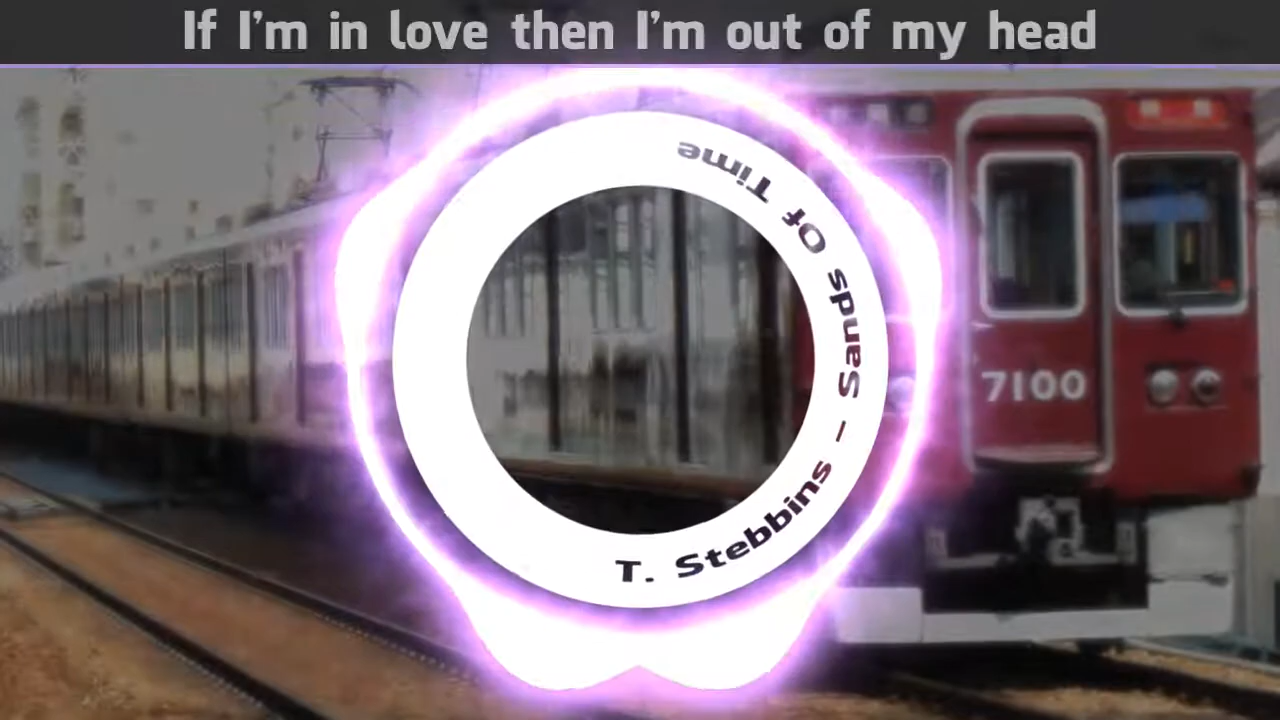 If I'm in love then I'm out of my head
T. Stebbins – Sands Of Time
7100